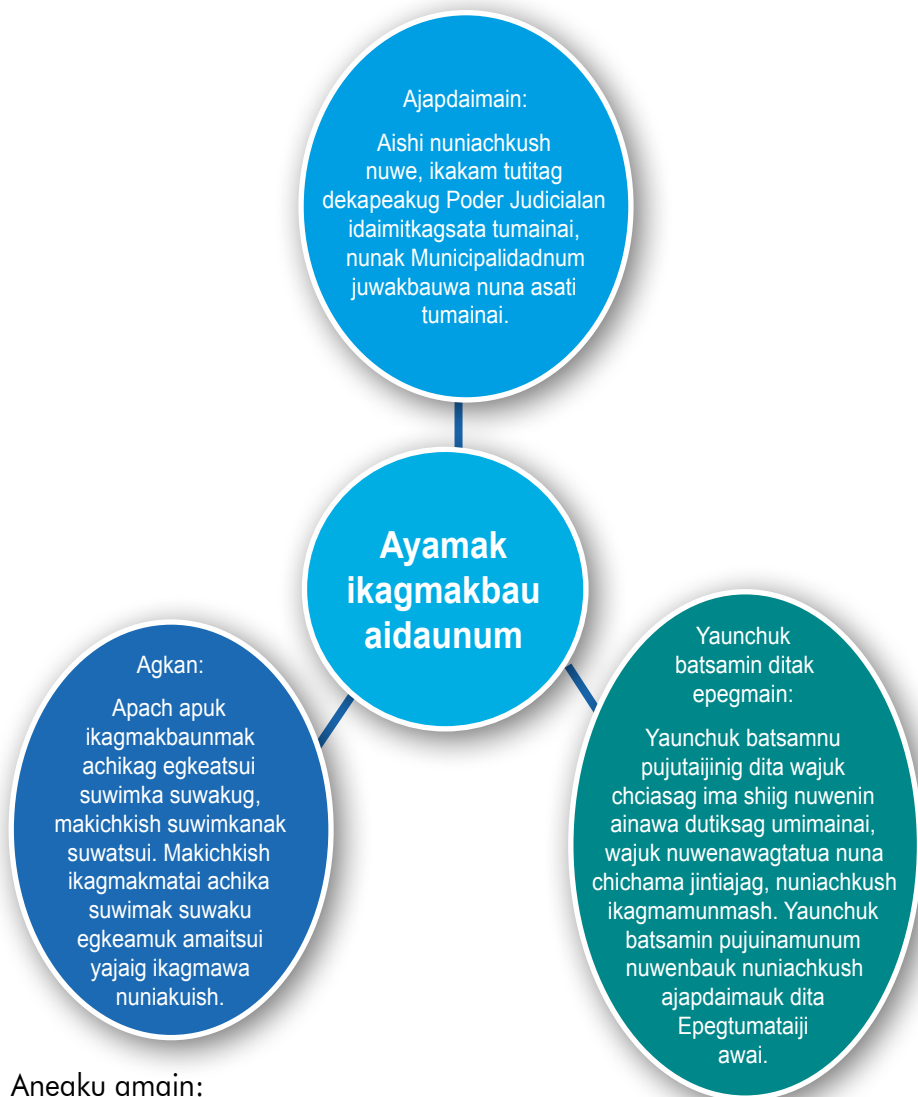 Ajapdaimain:
Aishi nuniachkush
nuwe, ikakam tutitag
dekapeakug Poder Judicialan
idaimitkagsata tumainai,
nunak Municipalidadnum
juwakbauwa nuna asati
tumainai.
Ayamak
ikagmakbau
aidaunum
Agkan:
Apach apuk
ikagmakbaunmak
achikag egkeatsui
suwimka suwakug,
makichkish suwimkanak
suwatsui. Makichkish
ikagmakmatai achika
suwimak suwaku
egkeamuk amaitsui
yajaig ikagmawa
nuniakuish.
Yaunchuk
batsamin ditak
epegmain:
Yaunchuk batsamnu
pujutaijinig dita wajuk
chciasag ima shiig nuwenin
ainawa dutiksag umimainai,
wajuk nuwenawagtatua nuna
chichama jintiajag, nuniachkush
ikagmamunmash. Yaunchuk
batsamin pujuinamunum
nuwenbauk nuniachkush
ajapdaimauk dita
Epegtumataiji
awai.
Anegku amain: